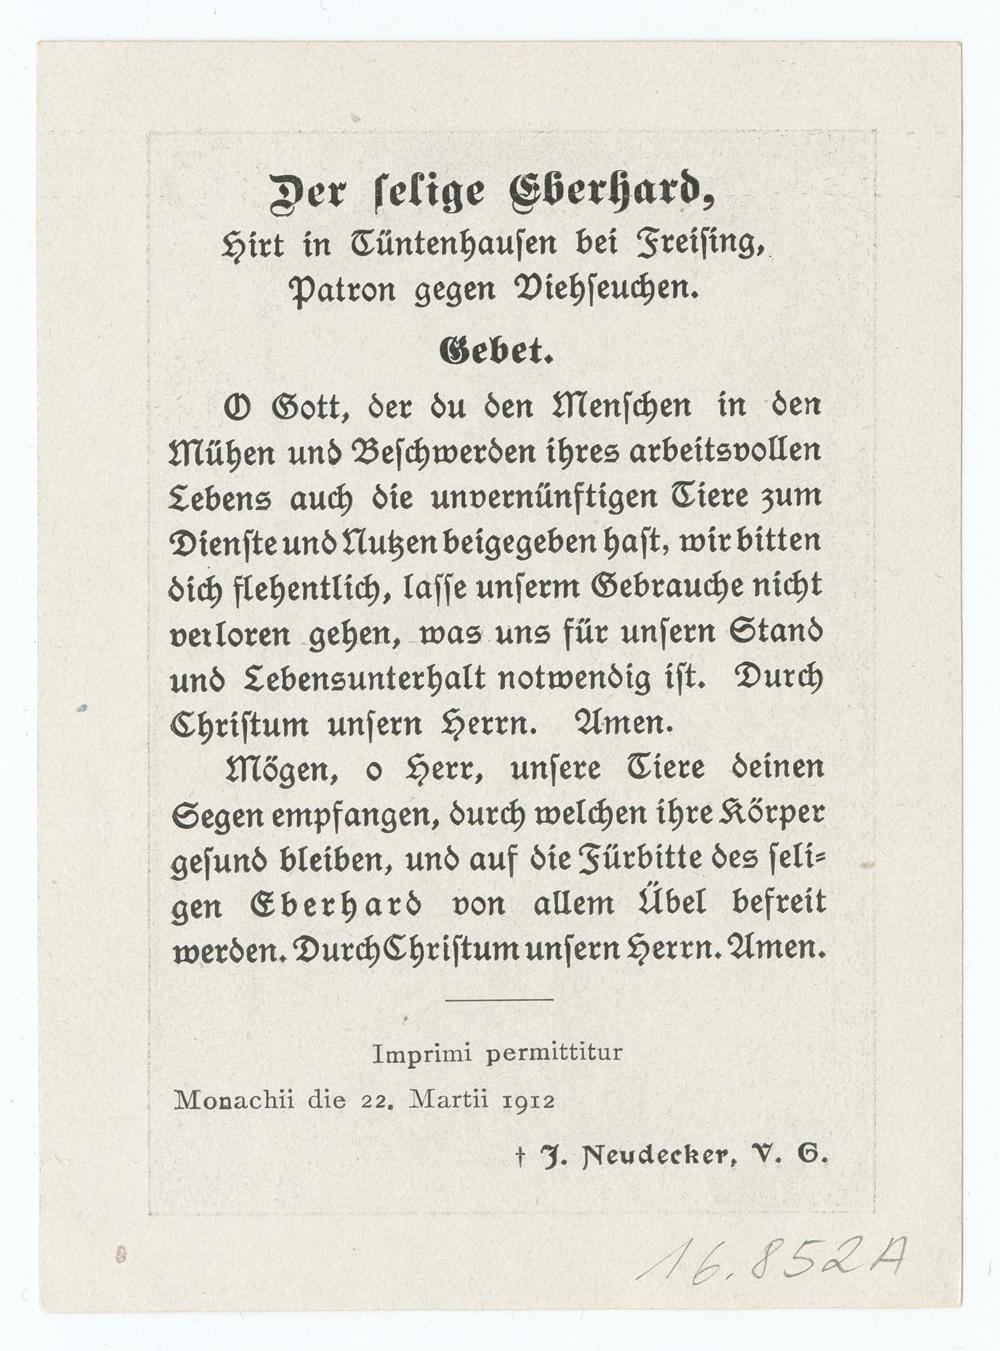 Der selige Eberhard,
Hirt in Tüntenhausen bei Freising,
Patron gegen Viehseuchen.
Gebet.
O Gott, der du den Menschen in den
Mühen und Beschwerden ihres arbeitsvollen
Lebens auch die unvernünftigen Tiere zum
Dienste und Nutzen beigegeben hast, wir bitten
dich flehentlich, lasse unserm Gebrauche nicht
verloren gehen, was uns für unsern Stand
und Lebensunterhalt notwendig ist. Durch
Christum unsern Herrn. Amen.
Mögen, o Herr, unsere Tiere deinen
Segen empfangen, durch welchen ihre Körper
gesund bleiben, und auf die Fürbitte des seli-
gen Eberhard von allem Übel befreit
werden. Durch Christum unsern Herrn. Amen.
Imprimi permittitur
Monachii die 22. Martii 1912
† J. Neudecker, V. G.
16.852A